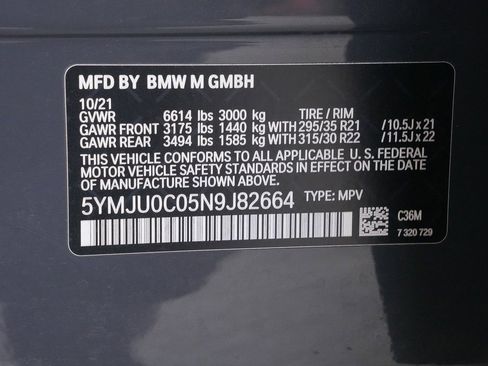 MFD BY BMW M GMBH
10/21
GVWR 6614 lbs 3000 kg TIRE / RIM
GAWR FRONT 3175 lbs 1440 kg WITH 295/35 R21 /10.5J x 21
GAWR REAR 3494 lbs 1585 kg WITH 315/30 R22 /11.5J x 22
THIS VEHICLE CONFORMS TO ALL APPLICABLE U. S. FEDERAL
MOTOR VEHICLE SAFETY STANDARDS IN EFFECT ON THE
DATE OF MANUFACTURE SHOWN ABOVE.
5YMJU0C05N9J82664 TYPE: MPV
C36M
7 320 729